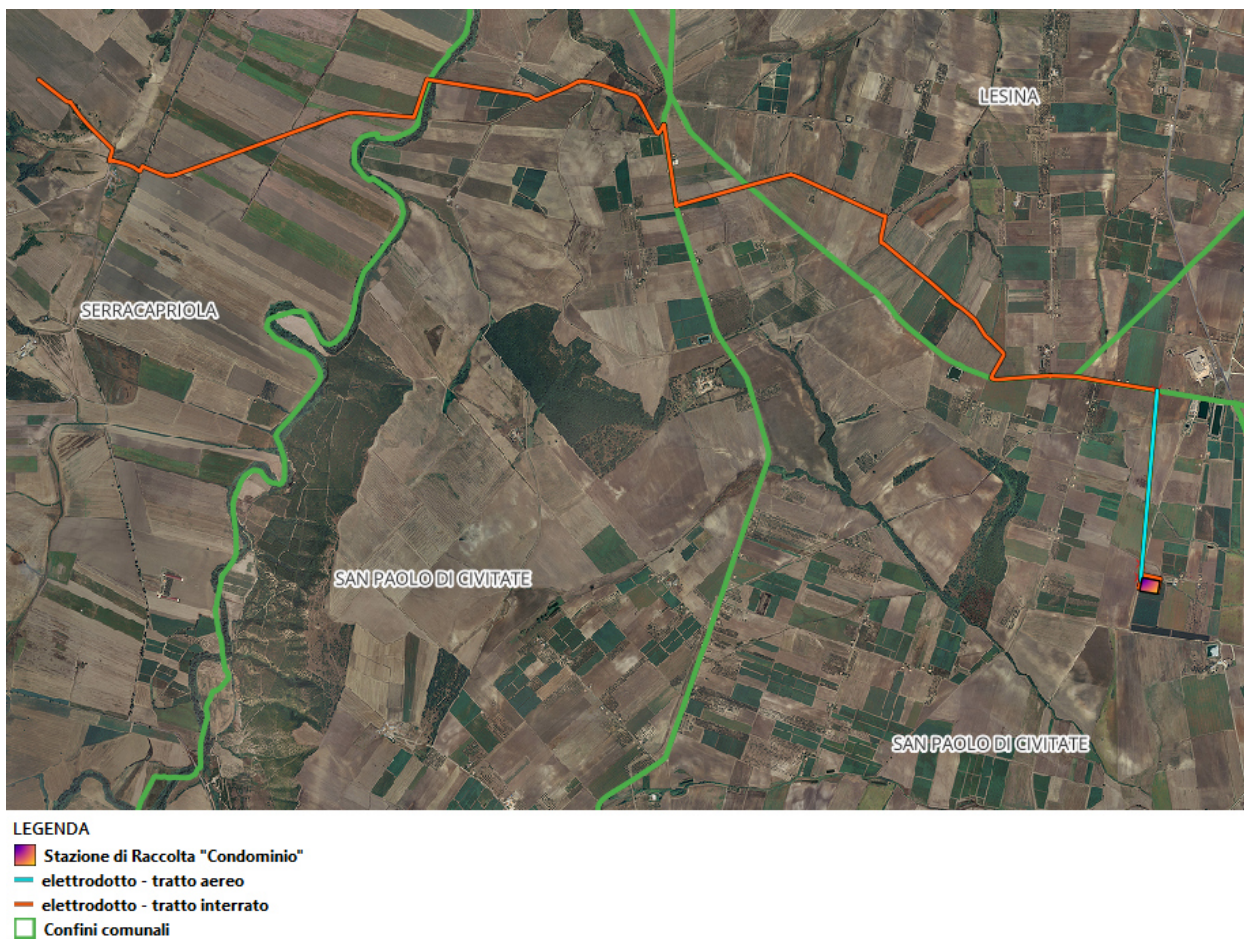 LESINA
SERRACAPRIOLA
SAN PAOLO DI CIVITATE
SAN PAOLO DI CIVITATE
LEGENDA
Stazione di Raccolta "Condominio"
elettrodotto - tratto aereo
elettrodotto - tratto interrato
Confini comunali